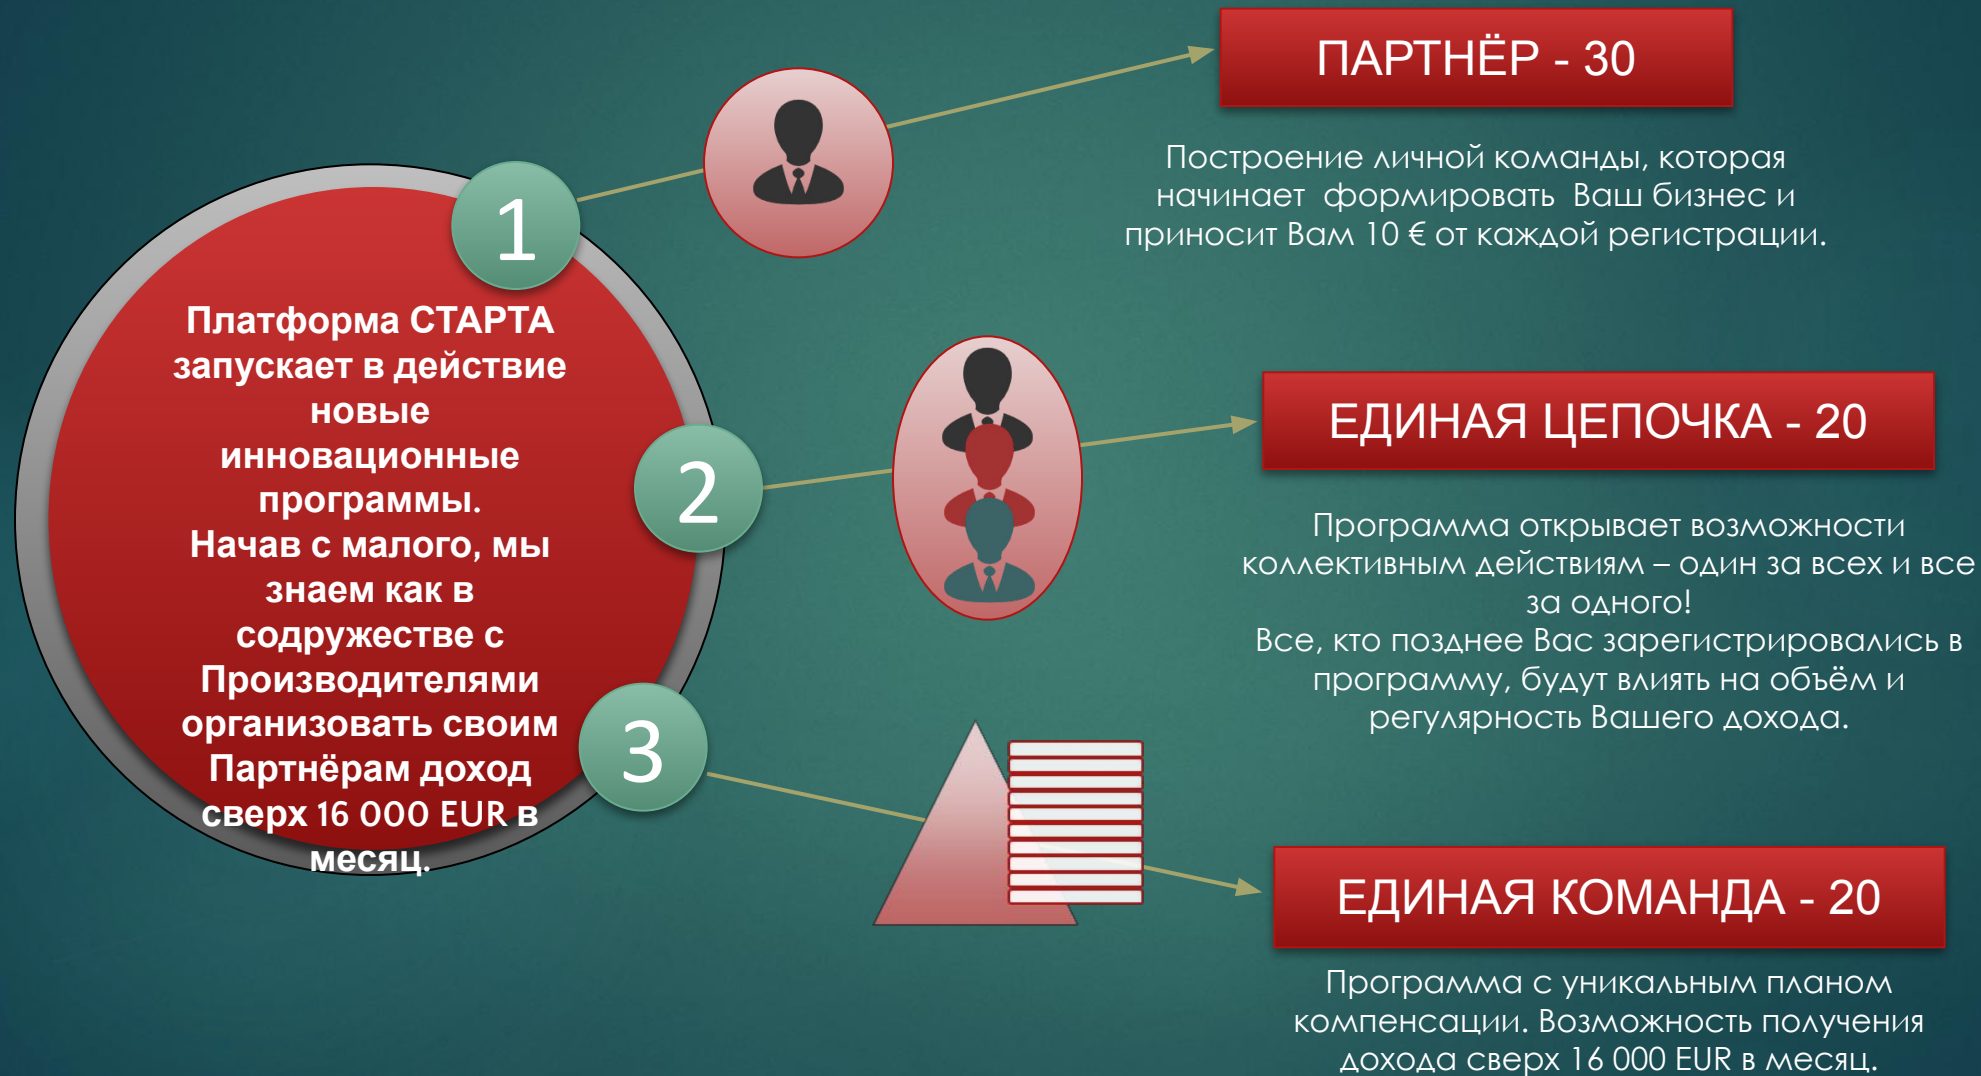 1
Платформа СТАРТА
запускает в действие
новые
инновационные
программы.
Начав с малого, мы
знаем как в
содружестве с
Производителями
организовать своим
Партнёрам доход
сверх 16 000 EUR в
месяц.
ПАРТНЁР - 30
Построение личной команды, которая
начинает формировать Ваш бизнес и
приносит Вам 10 € от каждой регистрации.
2
ЕДИНАЯ ЦЕПОЧКА - 20
Программа открывает возможности
коллективным действиям – один за всех и все
за одного!
Все, кто позднее Вас зарегистрировались в
программу, будут влиять на объём и
регулярность Вашего дохода.
3
ЕДИНАЯ КОМАНДА - 20
Программа с уникальным планом
компенсации. Возможность получения
дохода сверх 16 000 EUR в месяц.